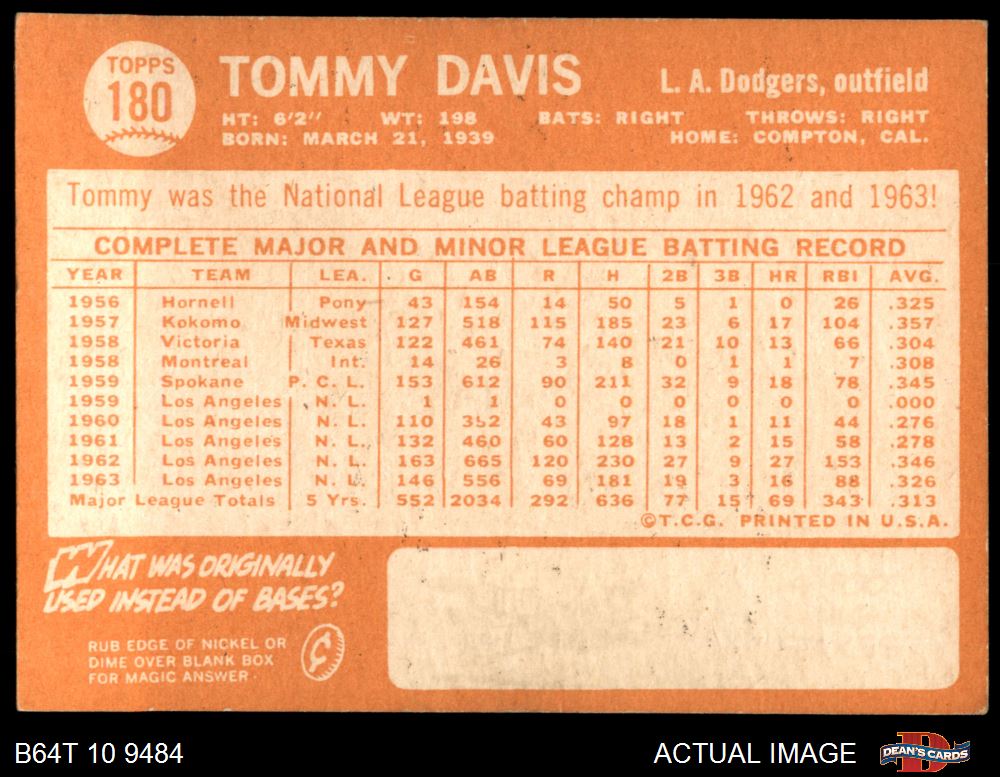 TOPPS
180
TOMMY DAVIS
L. A. Dodgers, outfield
HT: 6'2" WT: 198 BATS: RIGHT THROWS: RIGHT
BORN: MARCH 21, 1939 HOME: COMPTON, CAL.
Tommy was the National League batting champ in 1962 and 1963!
COMPLETE MAJOR AND MINOR LEAGUE BATTING RECORD
YEAR TEAM LEA. G AB R H 2B 3B HR RBI AVG.
1956 Hornell Pony 43 154 14 50 5 1 0 26 .325
1957 Kokomo Midwest 127 518 115 185 23 6 17 104 .357
1958 Victoria Texas 122 461 74 140 21 10 13 66 .304
1958 Montreal Int. 14 26 3 8 0 1 1 7 .308
1959 Spokane P. C. L. 153 612 90 211 32 9 18 78 .345
1959 Los Angeles N. L. 1 1 0 0 0 0 0 0 .000
1960 Los Angeles N. L. 110 352 43 97 18 1 11 44 .276
1961 Los Angeles N. L. 132 460 60 128 13 2 15 58 .278
1962 Los Angeles N. L. 163 665 120 230 27 9 27 153 .346
1963 Los Angeles N. L. 146 556 69 181 19 3 16 88 .326
Major League Totals 5 Yrs. 552 2034 292 636 77 15 69 343 .313
©T.C.G. PRINTED IN U.S.A.
WHAT WAS ORIGINALLY
USED INSTEAD OF BASES?
RUB EDGE OF NICKEL OR
DIME OVER BLANK BOX
FOR MAGIC ANSWER.
¢
B64T 10 9484
ACTUAL IMAGE
D
DEAN'S CARDS